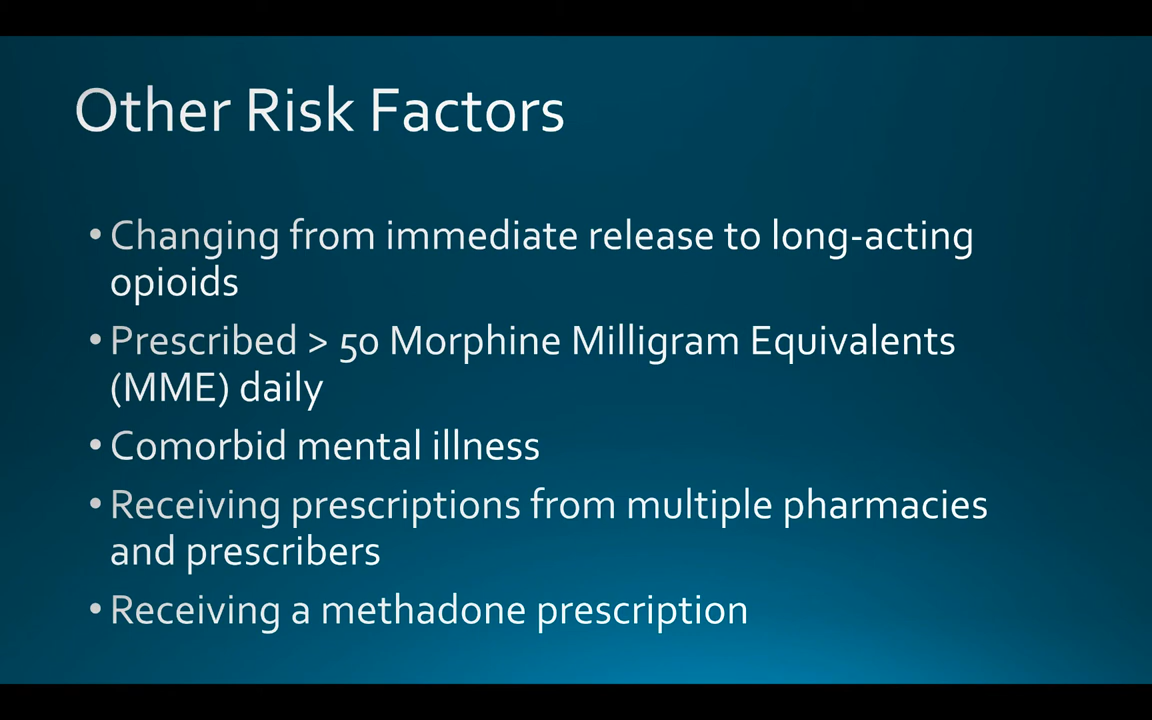 Other Risk Factors
• Changing from immediate release to long-acting
opioids
• Prescribed > 50 Morphine Milligram Equivalents
(MME) daily
• Comorbid mental illness
• Receiving prescriptions from multiple pharmacies
and prescribers
• Receiving a methadone prescription